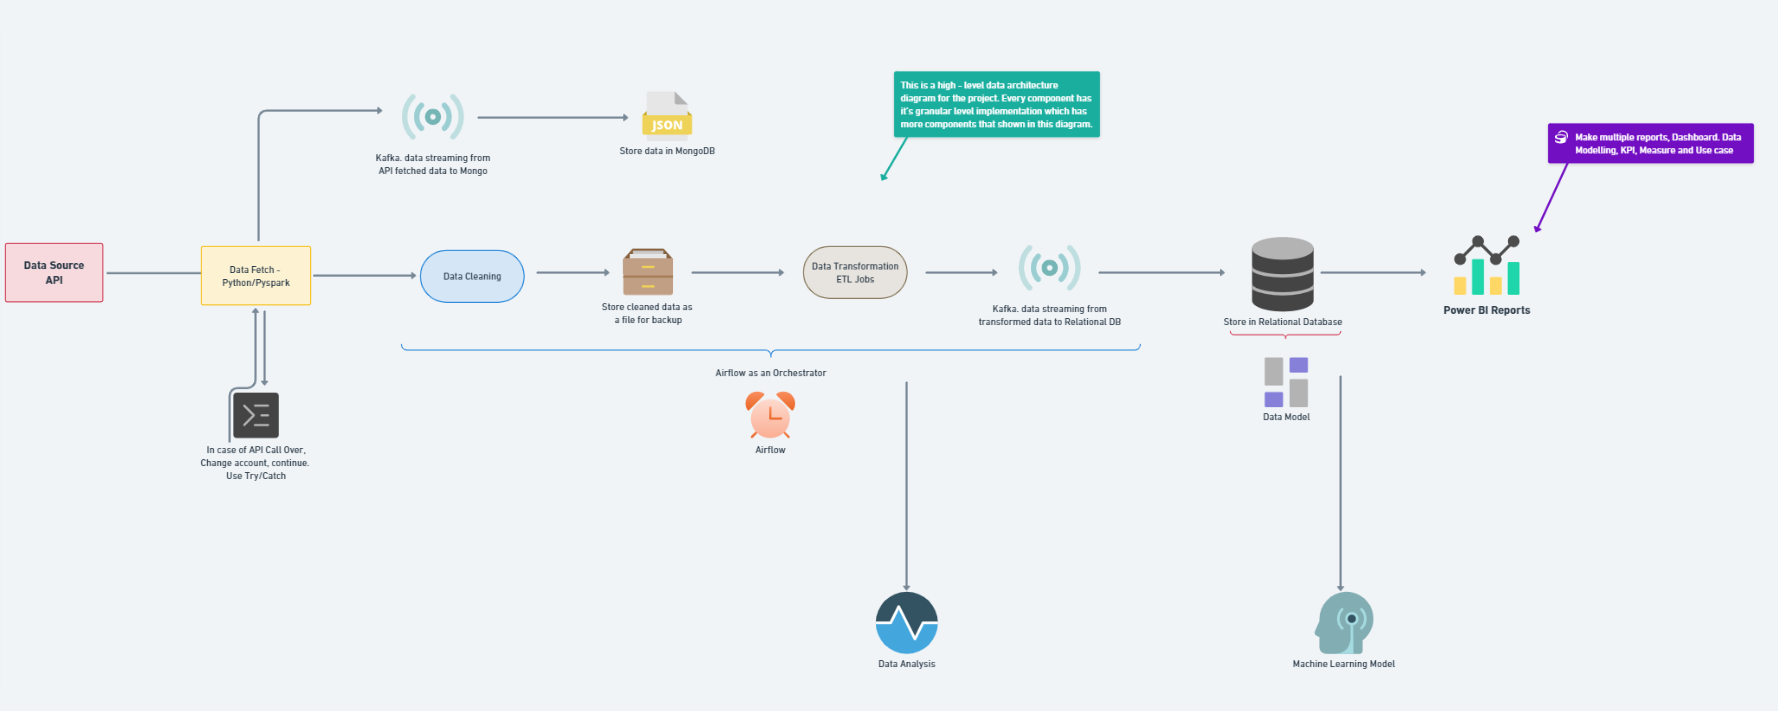 This is a high - level data architecture
diagram for the project. Every component has
it's granular level implementation which has
more components that shown in this diagram.
Make multiple reports, Dashboard. Data
Modelling, KPI, Measure and Use case
Kafka. data streaming from
API fetched data to Mongo
JSON
Store data in MongoDB
Data Source
API
Data Fetch -
Python/Pyspark
Data Cleaning
Store cleaned data as
a file for backup
Data Transformation
ETL Jobs
Kafka. data streaming from
transformed data to Relational DB
Store in Relational Database
Power BI Reports
Airflow as an Orchestrator
Airflow
Data Model
In case of API Call Over,
Change account, continue.
Use Try/Catch
Data Analysis
Machine Learning Model